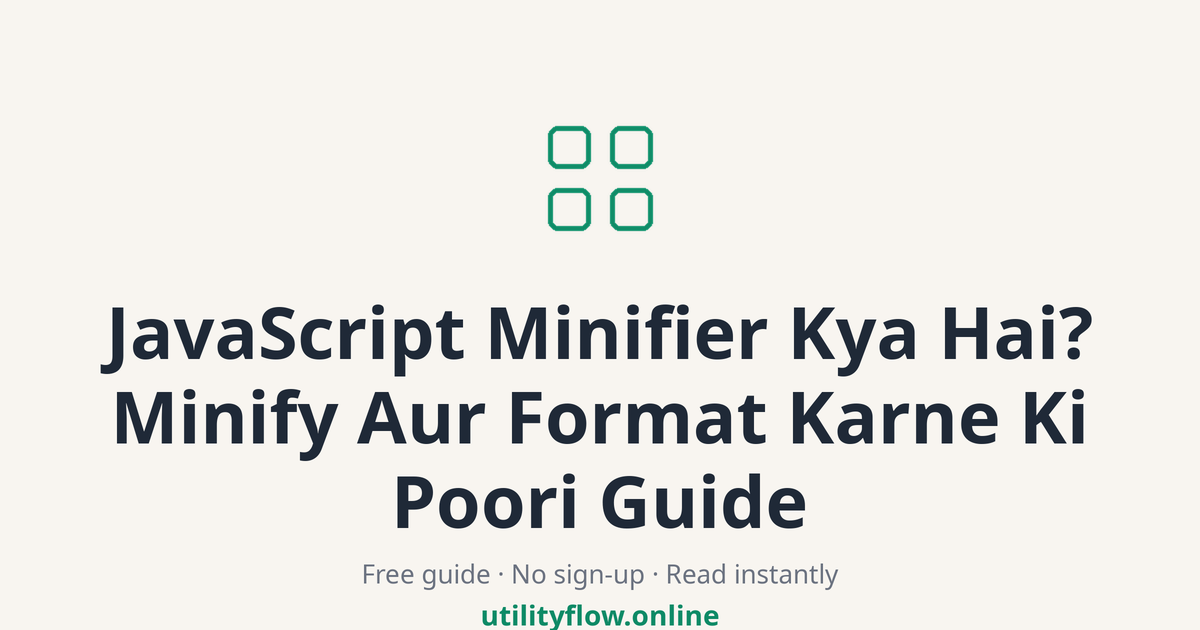 JavaScript Minifier Kya Hai?
Minify Aur Format Karne Ki
Poori Guide
Free guide · No sign-up · Read instantly
utilityflow.online